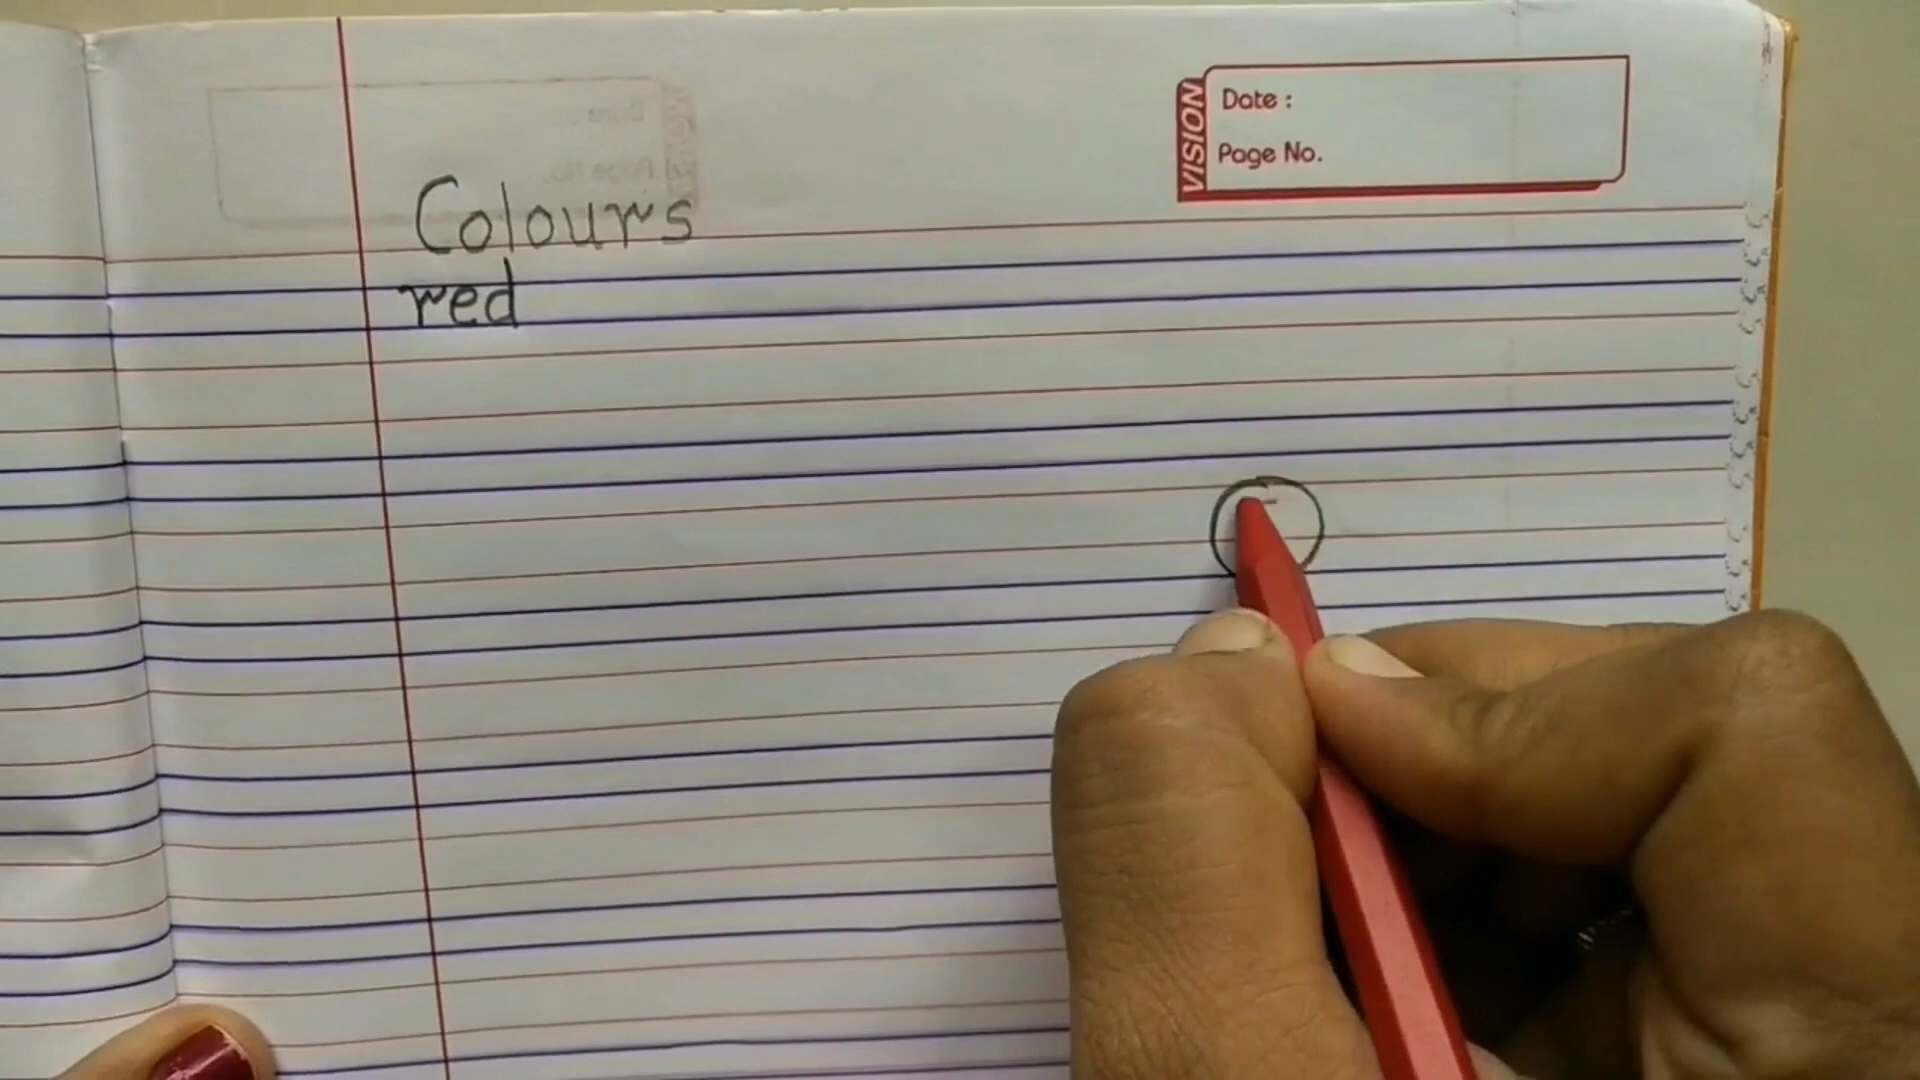 Date :
VISION
Page No.
Colours
red